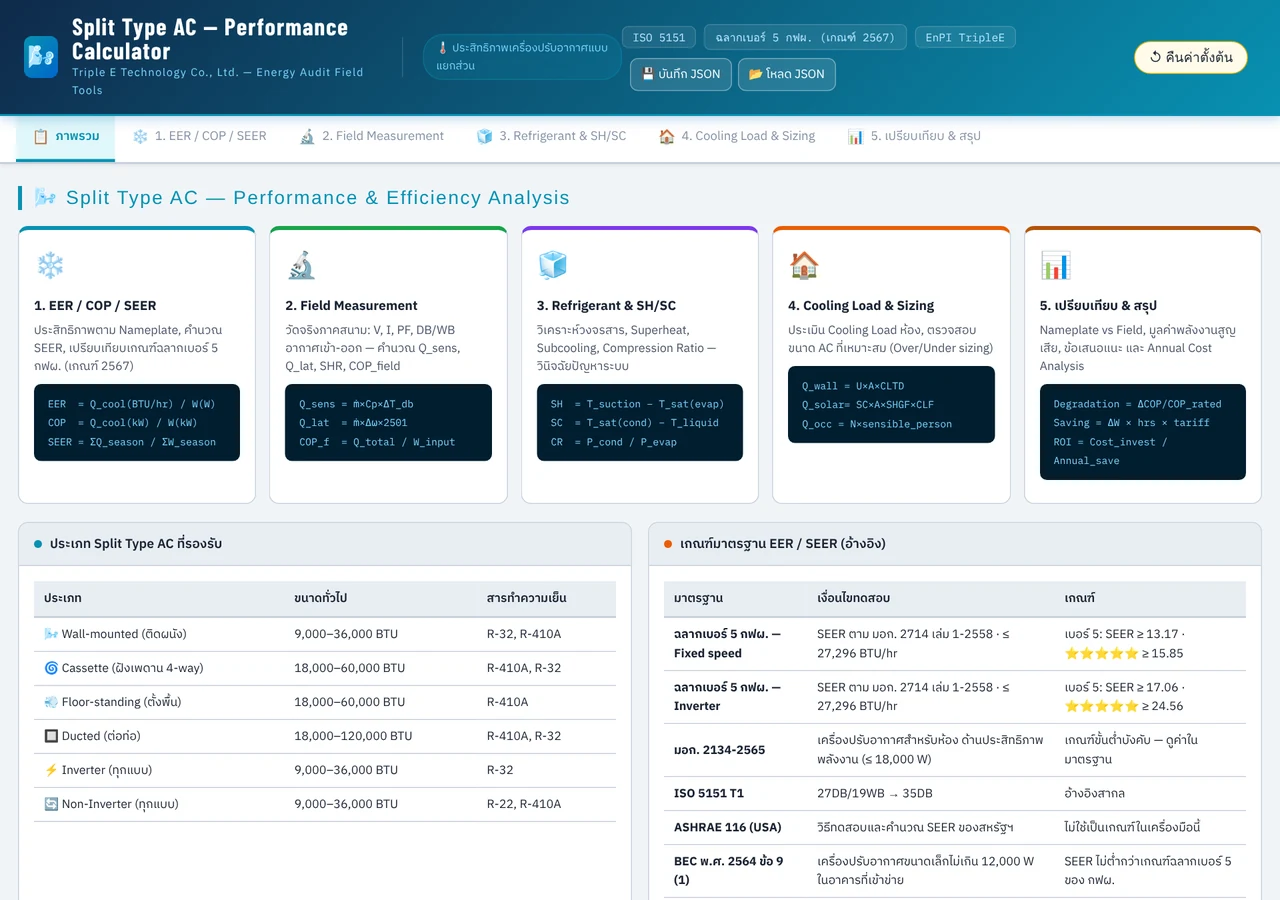 Split Type AC — Performance
Calculator
Triple E Technology Co., Ltd. — Energy Audit Field
Tools
🌡️ ประสิทธิภาพเครื่องปรับอากาศแบบ
แยกส่วน
ISO 5151
ฉลากเบอร์ 5 กฟผ. (เกณฑ์ 2567)
EnPI TripleE
💾 บันทึก JSON
📂 โหลด JSON
↺ คืนค่าตั้งต้น
📋 ภาพรวม
❄️ 1. EER / COP / SEER
🔬 2. Field Measurement
🧊 3. Refrigerant & SH/SC
🏠 4. Cooling Load & Sizing
📊 5. เปรียบเทียบ & สรุป
🌬️ Split Type AC — Performance & Efficiency Analysis
1. EER / COP / SEER
ประสิทธิภาพตาม Nameplate, คำนวณ
SEER, เปรียบเทียบเกณฑ์ฉลากเบอร์ 5
กฟผ. (เกณฑ์ 2567)
EER = Q_cool(BTU/hr) / W(W)
COP = Q_cool(kW) / W(kW)
SEER = ΣQ_season / ΣW_season
2. Field Measurement
วัดจริงภาคสนาม: V, I, PF, DB/WB
อากาศเข้า-ออก — คำนวณ Q_sens,
Q_lat, SHR, COP_field
Q_sens = ṁ×Cp×ΔT_db
Q_lat = ṁ×Δω×2501
COP_f = Q_total / W_input
3. Refrigerant & SH/SC
วิเคราะห์วงจรสาร, Superheat,
Subcooling, Compression Ratio —
วินิจฉัยปัญหาระบบ
SH = T_suction − T_sat(evap)
SC = T_sat(cond) − T_liquid
CR = P_cond / P_evap
4. Cooling Load & Sizing
ประเมิน Cooling Load ห้อง, ตรวจสอบ
ขนาด AC ที่เหมาะสม (Over/Under sizing)
Q_wall = U×A×CLTD
Q_solar= SC×A×SHGF×CLF
Q_occ = N×sensible_person
5. เปรียบเทียบ & สรุป
Nameplate vs Field, มูลค่าพลังงานสูญ
เสีย, ข้อเสนอแนะ และ Annual Cost
Analysis
Degradation = ΔCOP/COP_rated
Saving = ΔW × hrs × tariff
ROI = Cost_invest /
Annual_save
ประเภท Split Type AC ที่รองรับ
ประเภท ขนาดทั่วไป สารทำความเย็น
🌬️ Wall-mounted (ติดผนัง) 9,000–36,000 BTU R-32, R-410A
🌀 Cassette (ฝังเพดาน 4-way) 18,000–60,000 BTU R-410A, R-32
💨 Floor-standing (ตั้งพื้น) 18,000–60,000 BTU R-410A
🔲 Ducted (ต่อท่อ) 18,000–120,000 BTU R-410A, R-32
⚡ Inverter (ทุกแบบ) 9,000–36,000 BTU R-32
🔄 Non-Inverter (ทุกแบบ) 9,000–36,000 BTU R-22, R-410A
เกณฑ์มาตรฐาน EER / SEER (อ้างอิง)
มาตรฐาน เงื่อนไขทดสอบ เกณฑ์
ฉลากเบอร์ 5 กฟผ. — SEER ตาม มอก. 2714 เล่ม 1-2558 · ≤ เบอร์ 5: SEER ≥ 13.17 ·
Fixed speed 27,296 BTU/hr ⭐⭐⭐⭐⭐ ≥ 15.85
ฉลากเบอร์ 5 กฟผ. — SEER ตาม มอก. 2714 เล่ม 1-2558 · ≤ เบอร์ 5: SEER ≥ 17.06 ·
Inverter 27,296 BTU/hr ⭐⭐⭐⭐⭐ ≥ 24.56
มอก. 2134-2565
เครื่องปรับอากาศสำหรับห้อง ด้านประสิทธิภาพ
พลังงาน (≤ 18,000 W)
เกณฑ์ขั้นต่ำบังคับ — ดูค่าใน
มาตรฐาน
ISO 5151 T1 27DB/19WB → 35DB อ้างอิงสากล
ASHRAE 116 (USA) วิธีทดสอบและคำนวณ SEER ของสหรัฐฯ ไม่ใช้เป็นเกณฑ์ในเครื่องมือนี้
BEC พ.ศ. 2564 ข้อ 9 เครื่องปรับอากาศขนาดเล็กไม่เกิน 12,000 W SEER ไม่ต่ำกว่าเกณฑ์ฉลากเบอร์ 5
(1) ในอาคารที่เข้าข่าย ของ กฟผ.